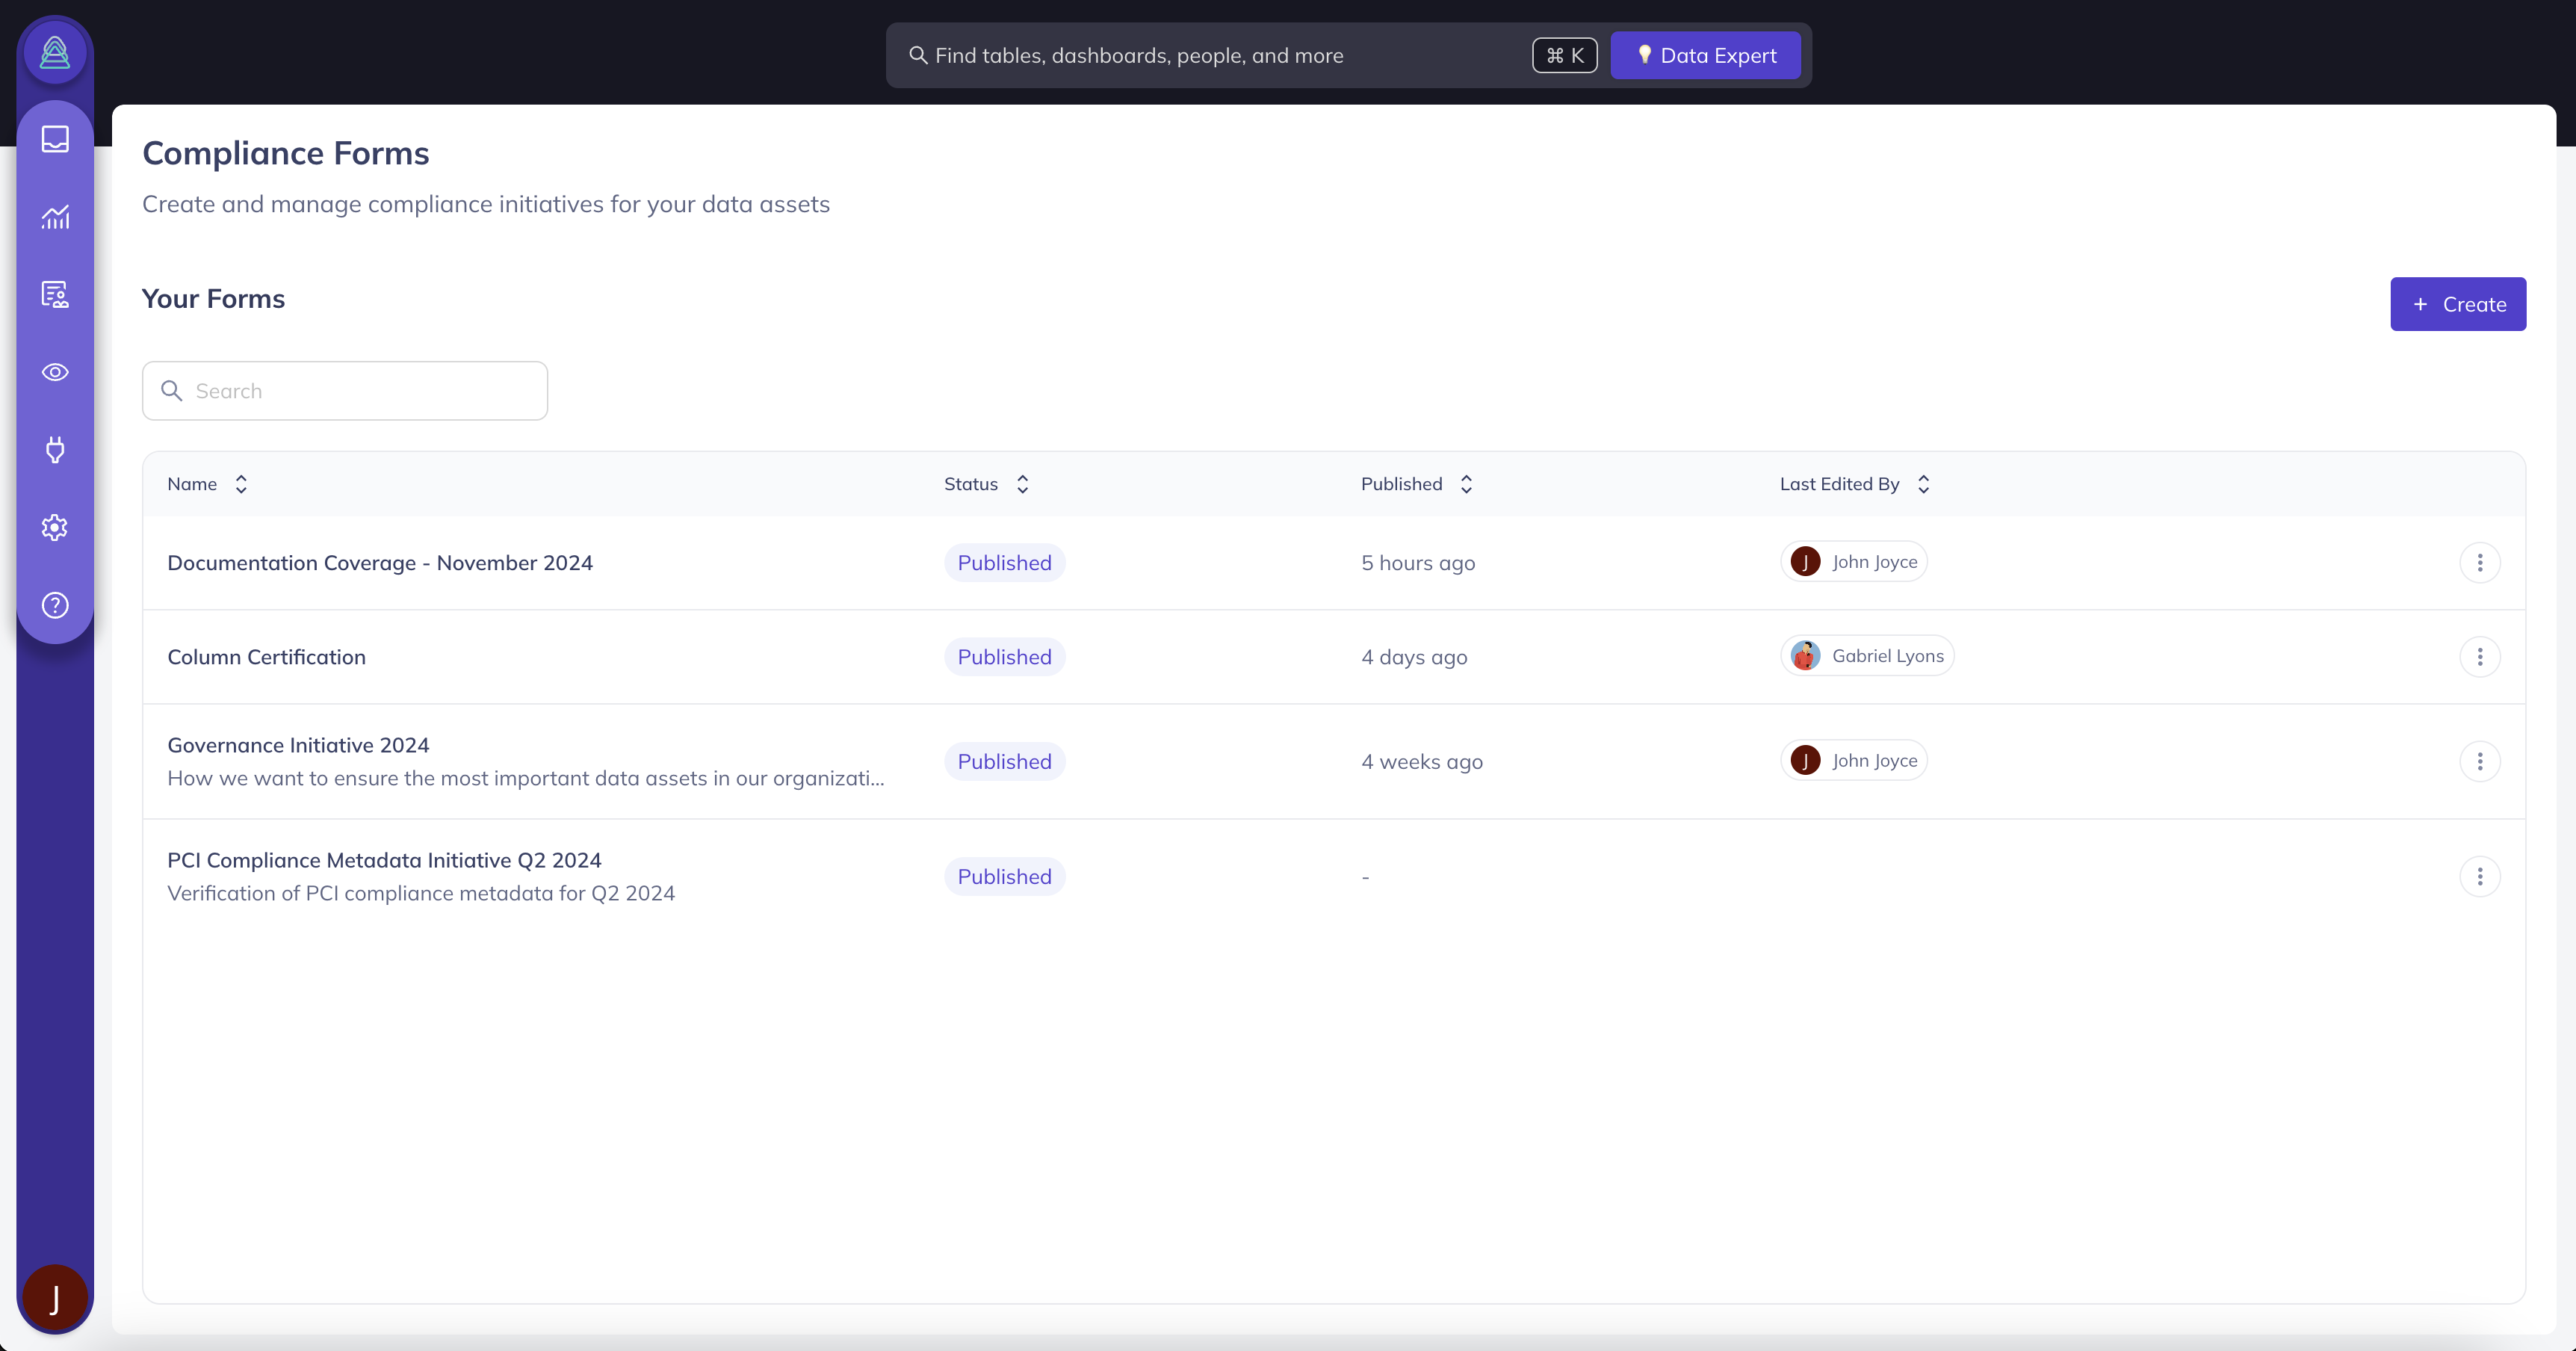 Find tables, dashboards, people, and more
⌘ K
Data Expert
Compliance Forms
Create and manage compliance initiatives for your data assets
Your Forms
+ Create
Search
Name Status Published Last Edited By
Documentation Coverage - November 2024 Published 5 hours ago J John Joyce
Column Certification Published 4 days ago Gabriel Lyons
Governance Initiative 2024
How we want to ensure the most important data assets in our organizati...
Published 4 weeks ago J John Joyce
PCI Compliance Metadata Initiative Q2 2024
Verification of PCI compliance metadata for Q2 2024
Published -
J